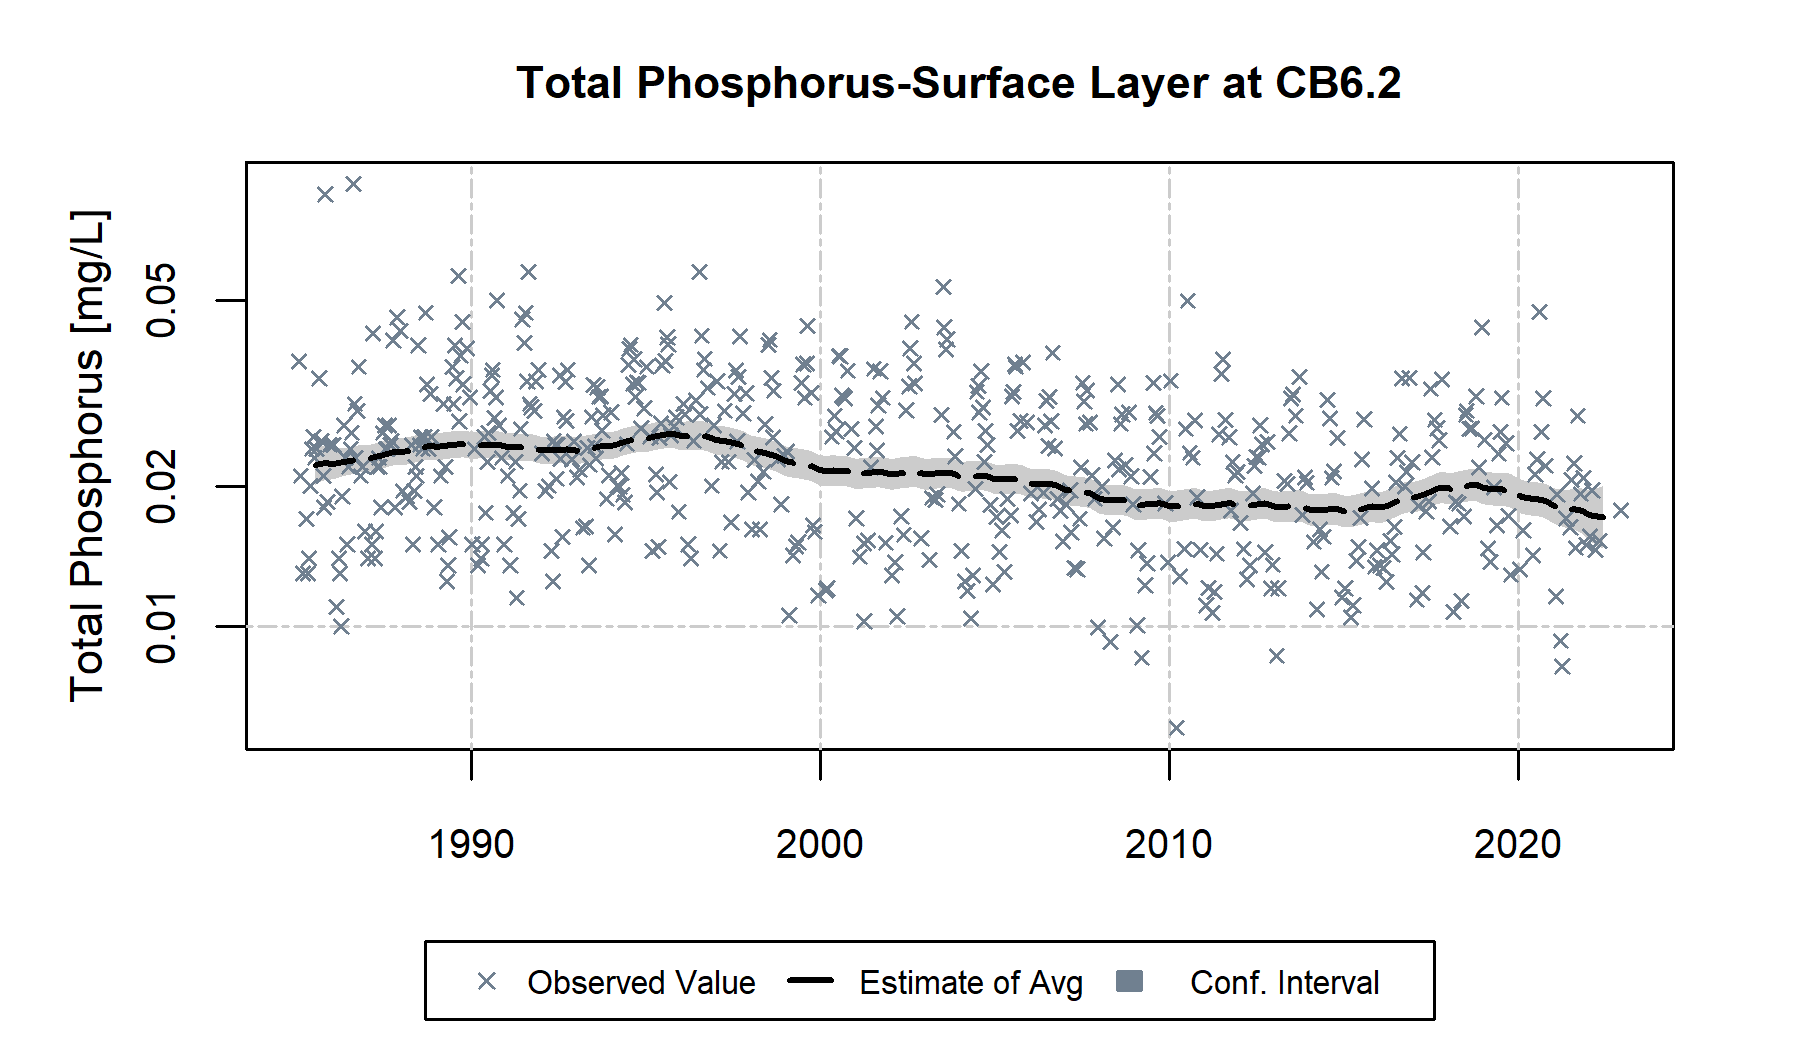 Total Phosphorus-Surface Layer at CB6.2
Total Phosphorus [mg/L]
0.05
0.02
0.01
1990 2000 2010 2020
Observed Value Estimate of Avg Conf. Interval